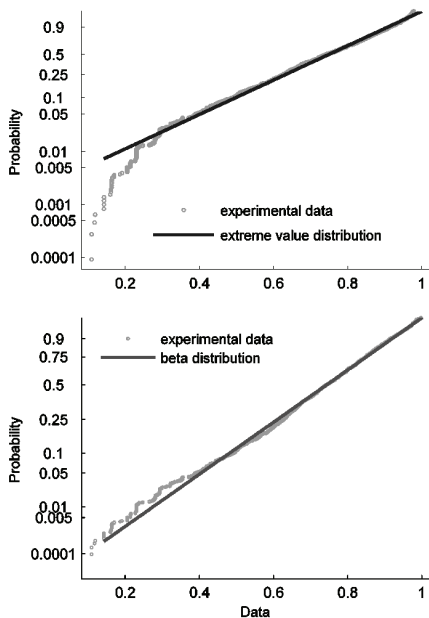 0.9
0.5
0.25
0.1
0.05
0.01
0.005
0.001
0.0005
0.0001
Probability
experimental data
extreme value distribution
0.2 0.4 0.6 0.8 1
0.9
0.75
0.5
0.25
0.1
0.05
0.01
0.005
0.0001
Probability
experimental data
beta distribution
0.2 0.4 0.6 0.8 1
Data